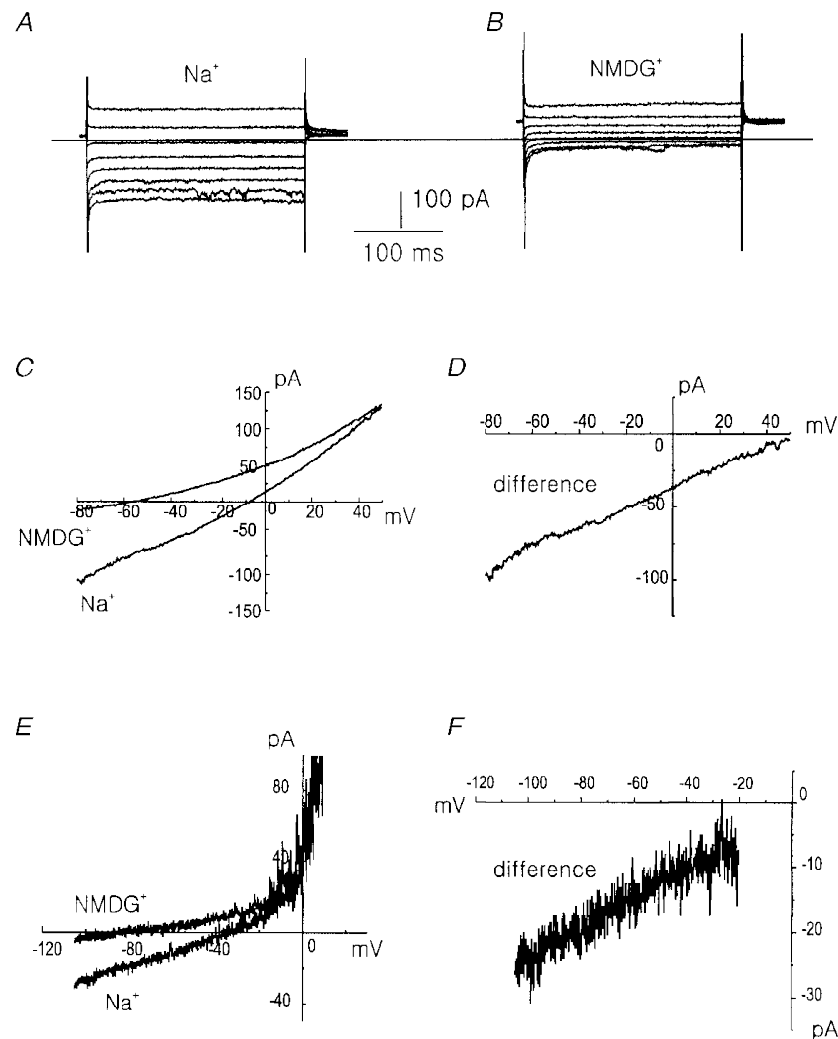 A
B
Na⁺
NMDG⁺
100 pA
100 ms
C
pA
150
100
50
-80 -60 -40 -20 0 20 40
mV
-50
-100
-150
NMDG⁺
Na⁺
D
pA
-80 -60 -40 -20 20 40
mV
0
difference
-50
-100
E
pA
80
40
NMDG⁺
-120 -80 -40 0
mV
Na⁺
-40
F
-120 -100 -80 -60 -40 -20
0
mV
difference
-10
-20
-30
pA